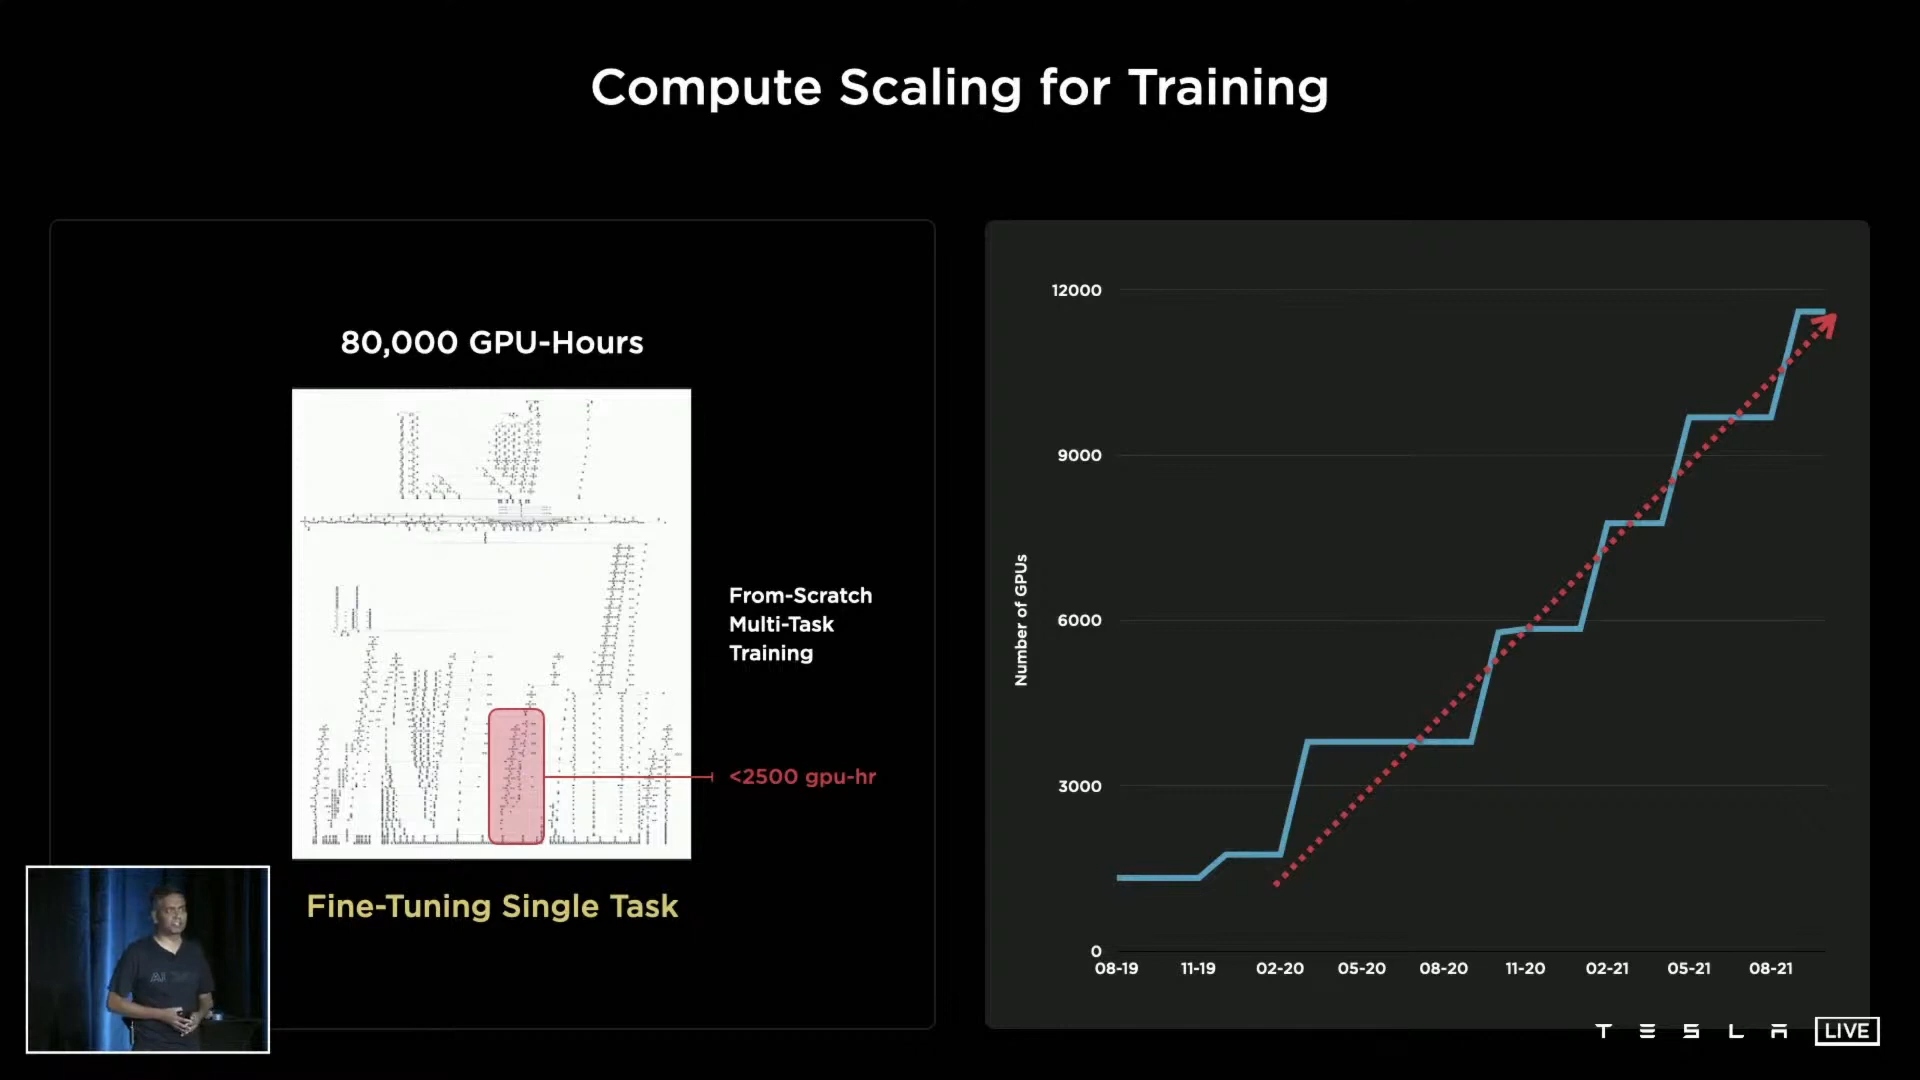 Compute Scaling for Training
80,000 GPU-Hours
From-Scratch
Multi-Task
Training
<2500 gpu-hr
Fine-Tuning Single Task
Number of GPUs
12000
9000
6000
3000
0
08-19 11-19 02-20 05-20 08-20 11-20 02-21 05-21 08-21
AI
TESLA LIVE